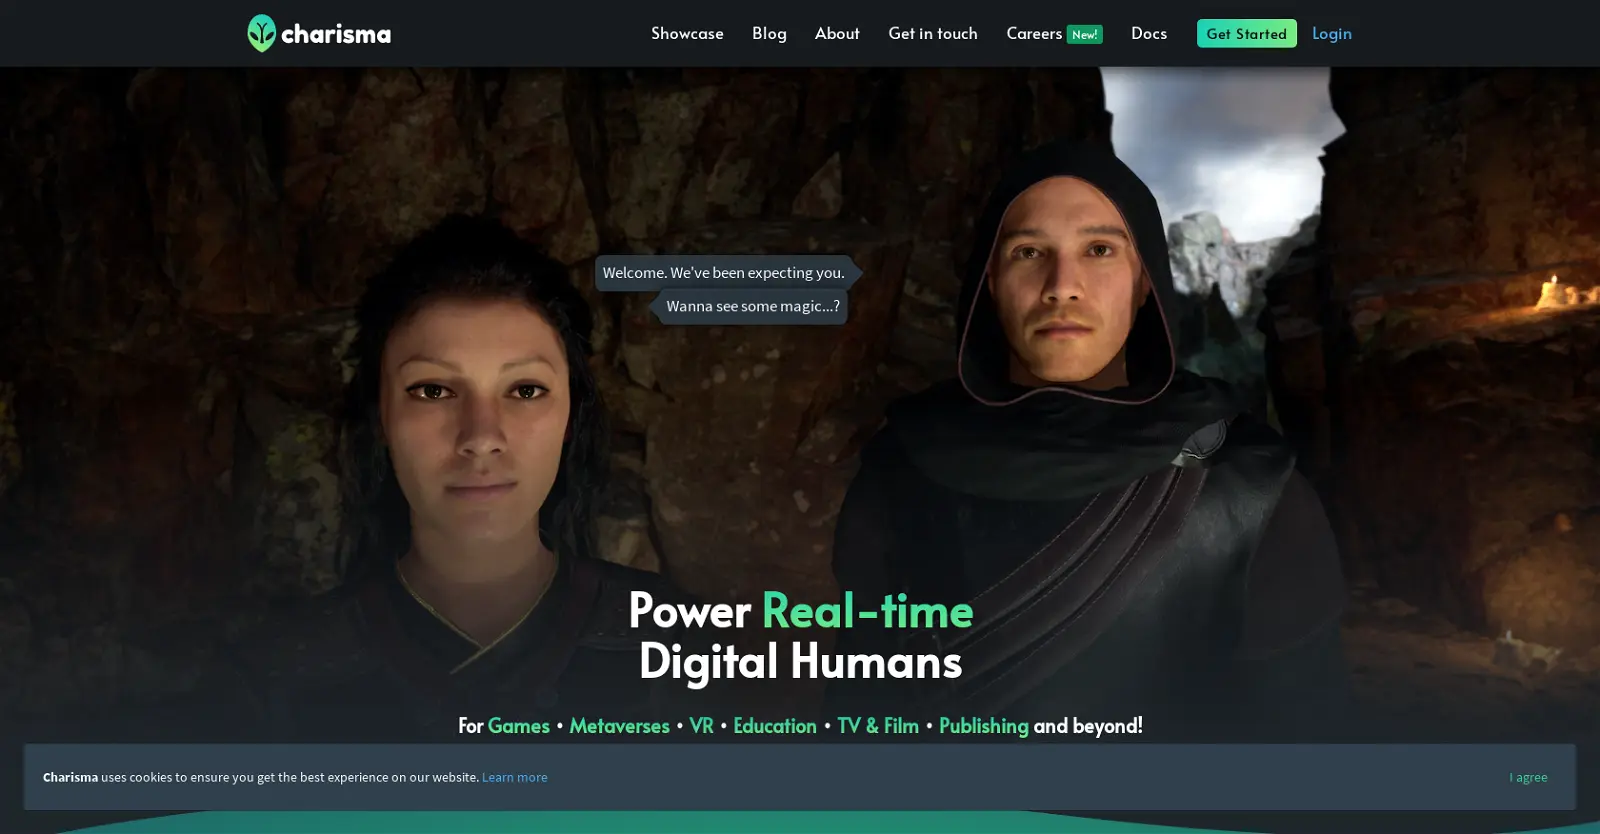 charisma
Showcase Blog About Get in touch Careers New! Docs Get Started Login
Welcome. We've been expecting you.
Wanna see some magic...?
Power Real-time
Digital Humans
For Games • Metaverses • VR • Education • TV & Film • Publishing and beyond!
Charisma uses cookies to ensure you get the best experience on our website. Learn more
I agree